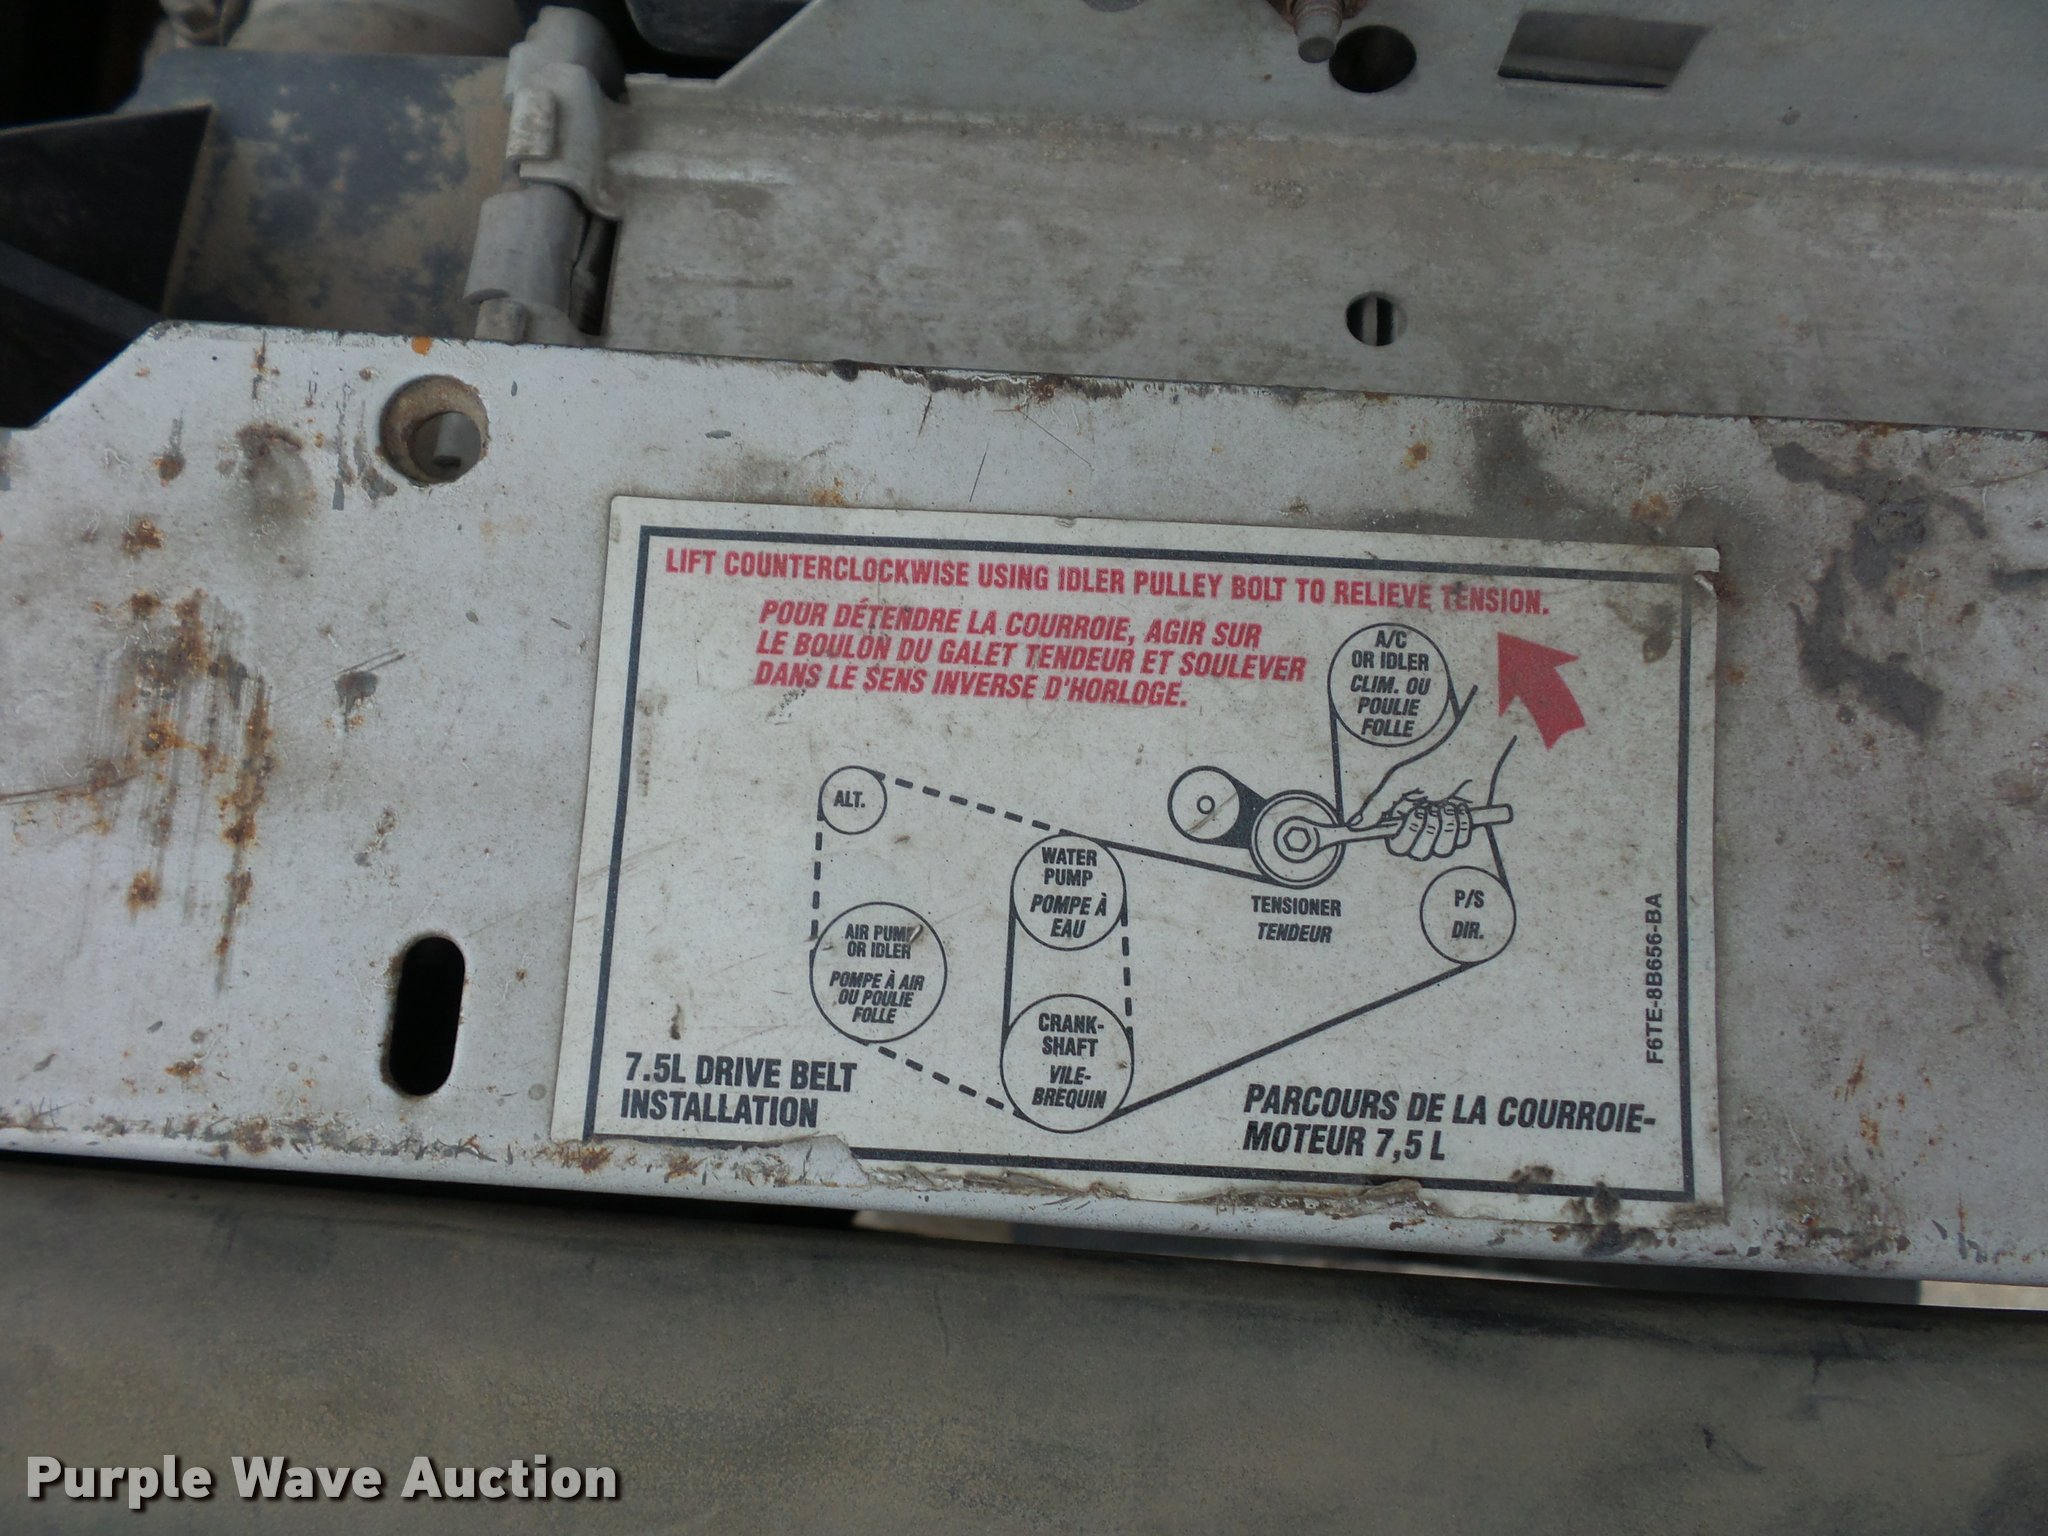 LIFT COUNTERCLOCKWISE USING IDLER PULLEY BOLT TO RELIEVE TENSION.
POUR DÉTENDRE LA COURROIE, AGIR SUR
LE BOULON DU GALET TENDEUR ET SOULEVER
DANS LE SENS INVERSE D'HORLOGE.
A/C
OR IDLER
CLIM. OU
POULIE
FOLLE
ALT.
WATER
PUMP
POMPE À
EAU
TENSIONER
TENDEUR
P/S
DIR.
AIR PUMP
OR IDLER
POMPE À AIR
OU POULIE
FOLLE
CRANK-
SHAFT
VILE-
BREQUIN
7.5L DRIVE BELT
INSTALLATION
PARCOURS DE LA COURROIE-
MOTEUR 7,5 L
F6TE-8B656-BA
Purple Wave Auction